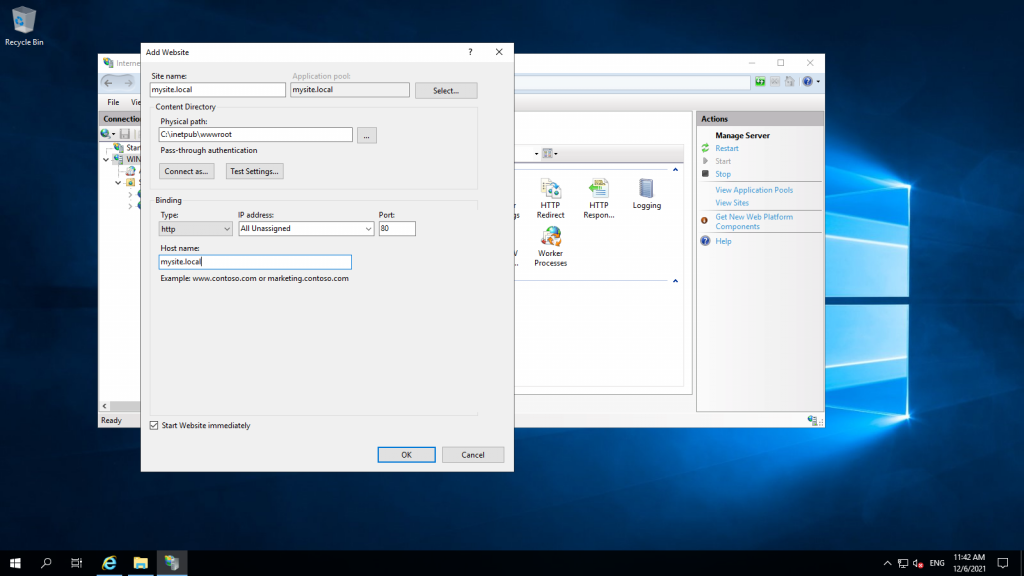 Recycle Bin
Add Website
?
Interne
Site name:
Application pool:
mysite.local
mysite.local
Select...
File
Content Directory
Physical path:
C:\inetpub\wwwroot
...
Pass-through authentication
Connect as...
Test Settings...
Binding
Type:
IP address:
Port:
http
All Unassigned
80
Host name:
mysite.local
Example: www.contoso.com or marketing.contoso.com
Start Website immediately
OK
Cancel
Connectio
Ready
HTTP
Redirect
HTTP
Respon...
Logging
Worker
Processes
Actions
Manage Server
Restart
Start
Stop
View Application Pools
View Sites
Get New Web Platform
Components
Help
ENG
11:42 AM
12/6/2021